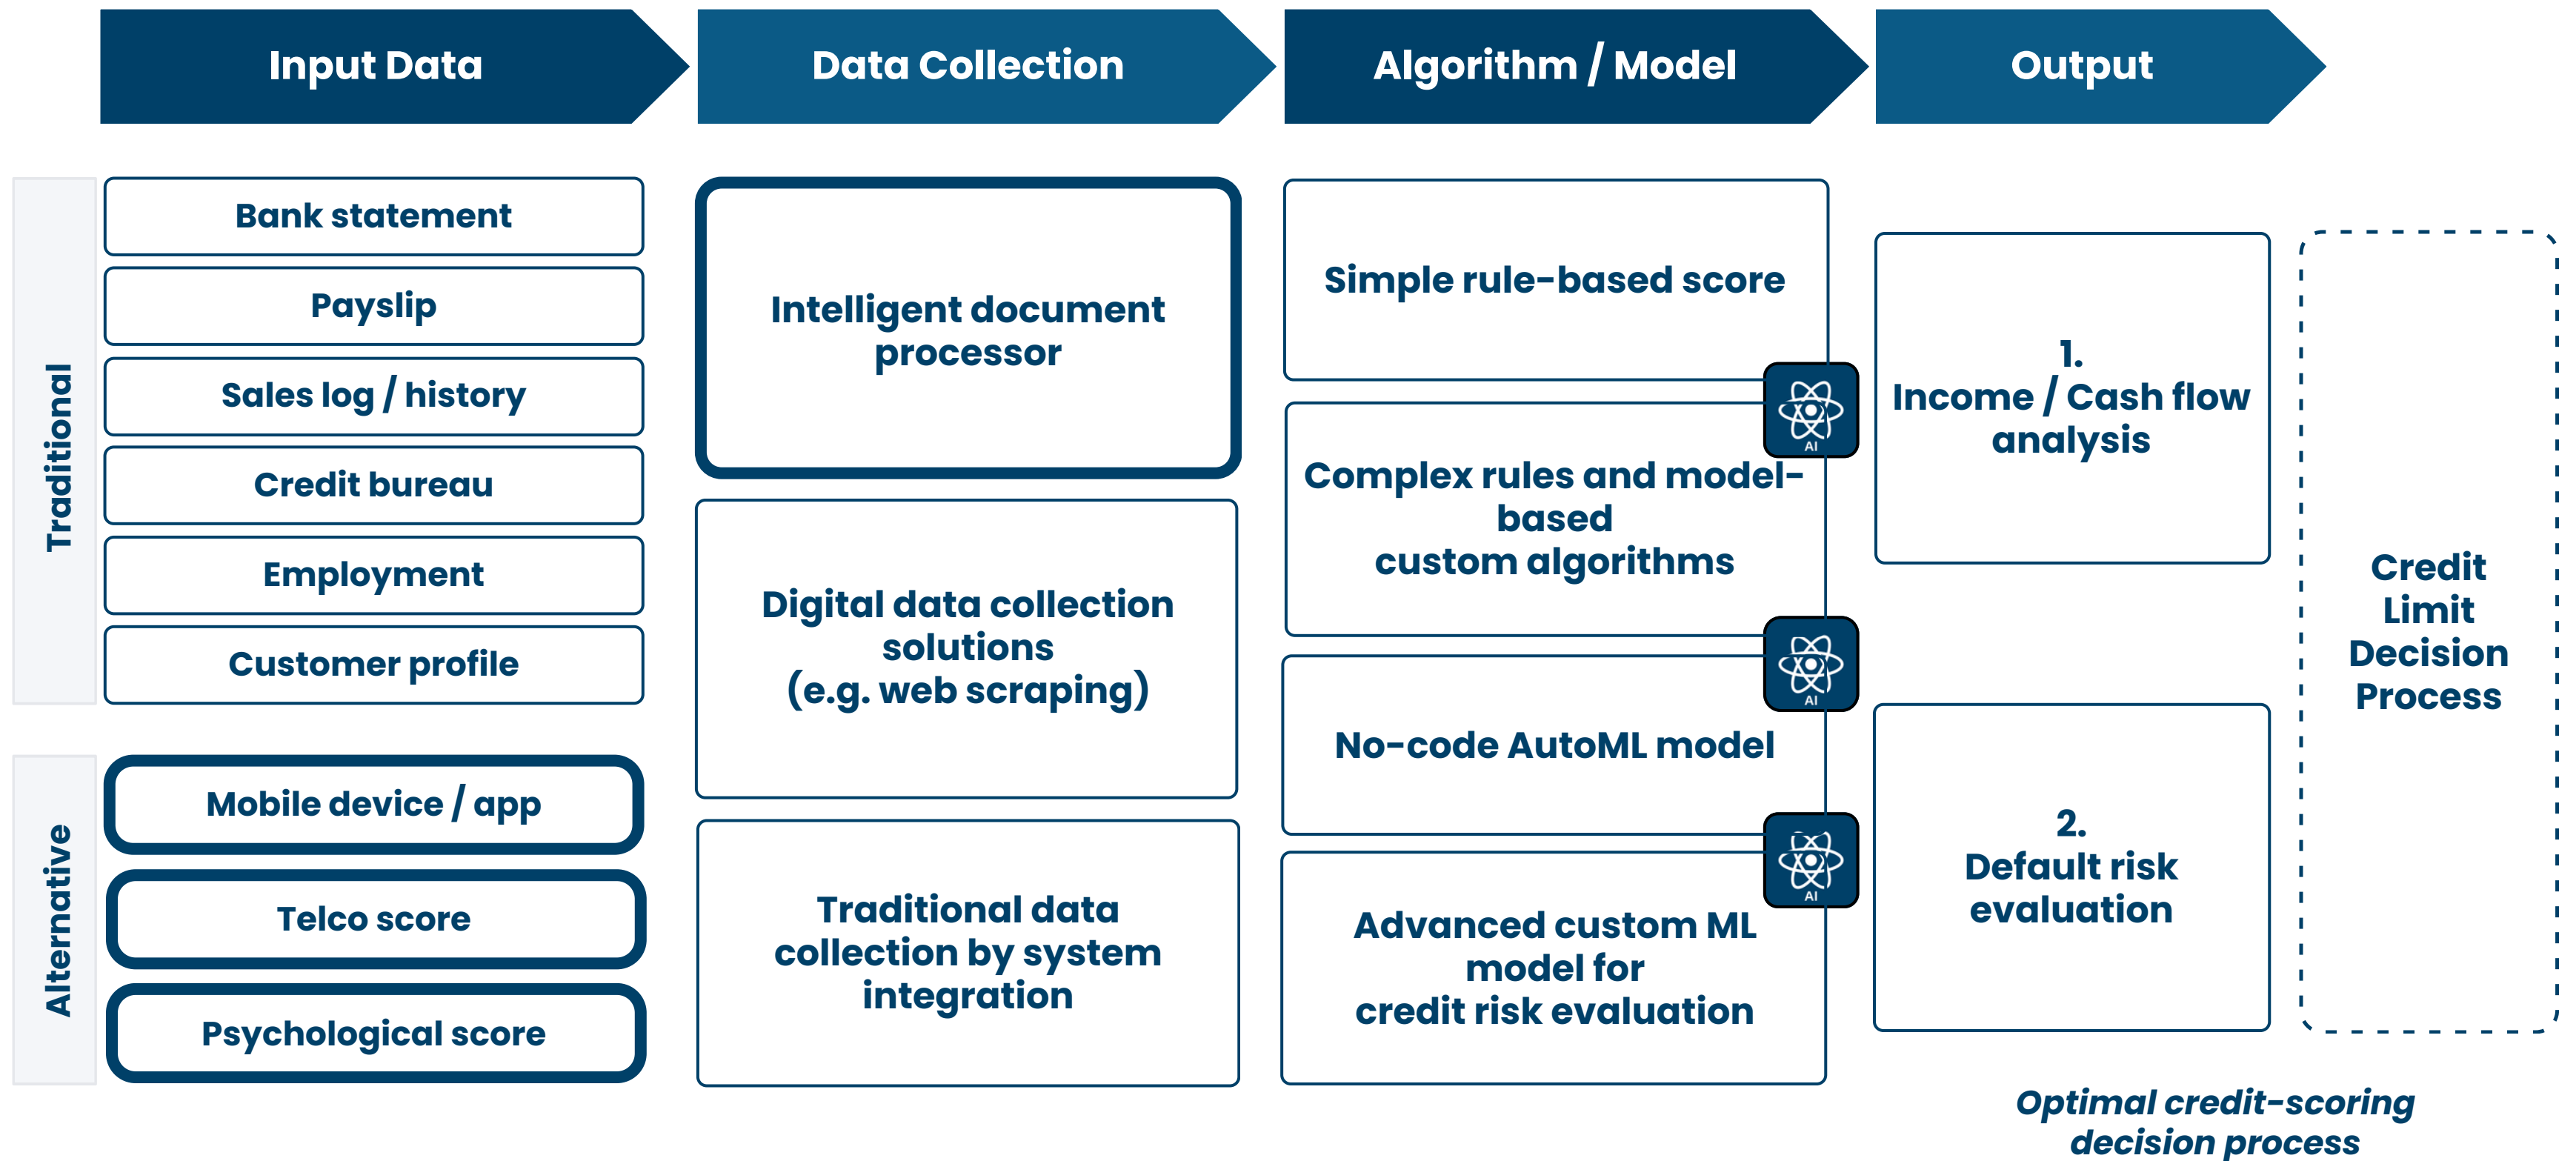 Input Data
Data Collection
Algorithm / Model
Output
Traditional
Bank statement
Payslip
Sales log / history
Credit bureau
Employment
Customer profile
Alternative
Mobile device / app
Telco score
Psychological score
Intelligent document
processor
Digital data collection
solutions
(e.g. web scraping)
Traditional data
collection by system
integration
Simple rule-based score
AI
Complex rules and model-
based
custom algorithms
AI
No-code AutoML model
AI
Advanced custom ML
model for
credit risk evaluation
1.
Income / Cash flow
analysis
2.
Default risk
evaluation
Credit
Limit
Decision
Process
Optimal credit-scoring
decision process